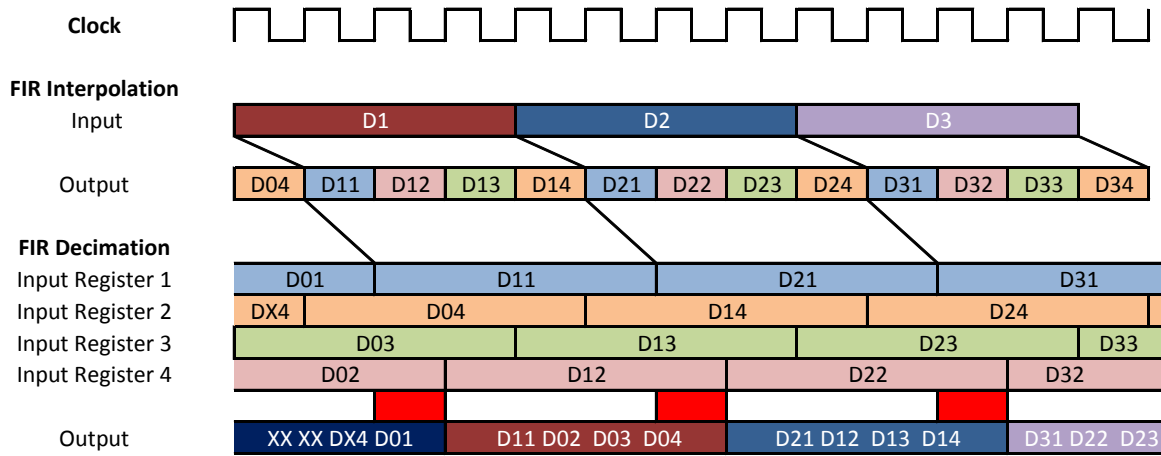 Clock
FIR Interpolation
Input D1 D2 D3
Output D04 D11 D12 D13 D14 D21 D22 D23 D24 D31 D32 D33 D34
FIR Decimation
Input Register 1 D01 D11 D21 D31
Input Register 2 DX4 D04 D14 D24
Input Register 3 D03 D13 D23 D33
Input Register 4 D02 D12 D22 D32
Output XX XX DX4 D01 D11 D02 D03 D04 D21 D12 D13 D14 D31 D22 D23